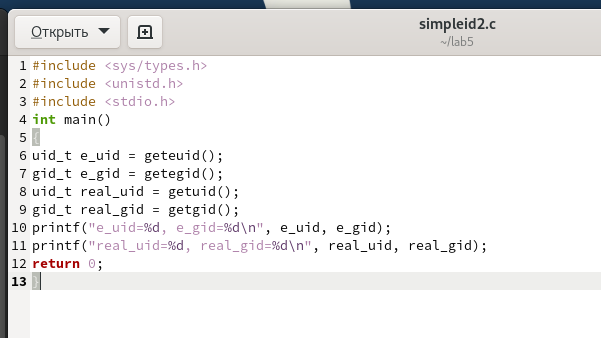 Открыть
simpleid2.c
~/lab5
1 #include <sys/types.h>
2 #include <unistd.h>
3 #include <stdio.h>
4 int main()
5 {
6 uid_t e_uid = geteuid();
7 gid_t e_gid = getegid();
8 uid_t real_uid = getuid();
9 gid_t real_gid = getgid();
10 printf("e_uid=%d, e_gid=%d\n", e_uid, e_gid);
11 printf("real_uid=%d, real_gid=%d\n", real_uid, real_gid);
12 return 0;
13 }